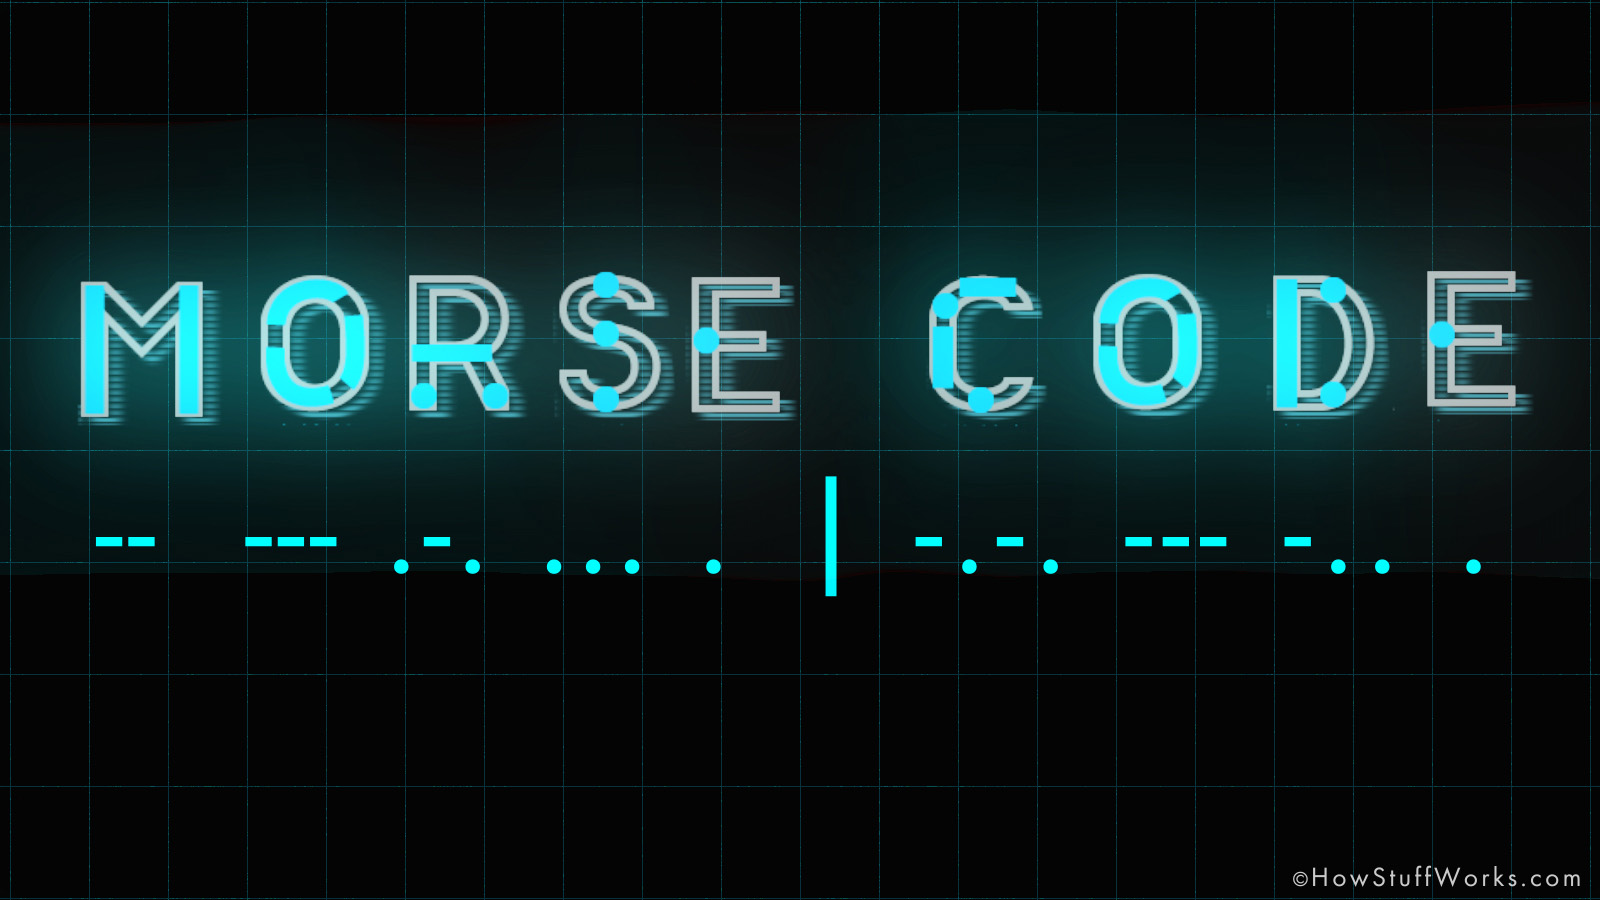 MORSE CODE
-- --- .-. ... . | -.-. --- -.. .
©HowStuffWorks.com